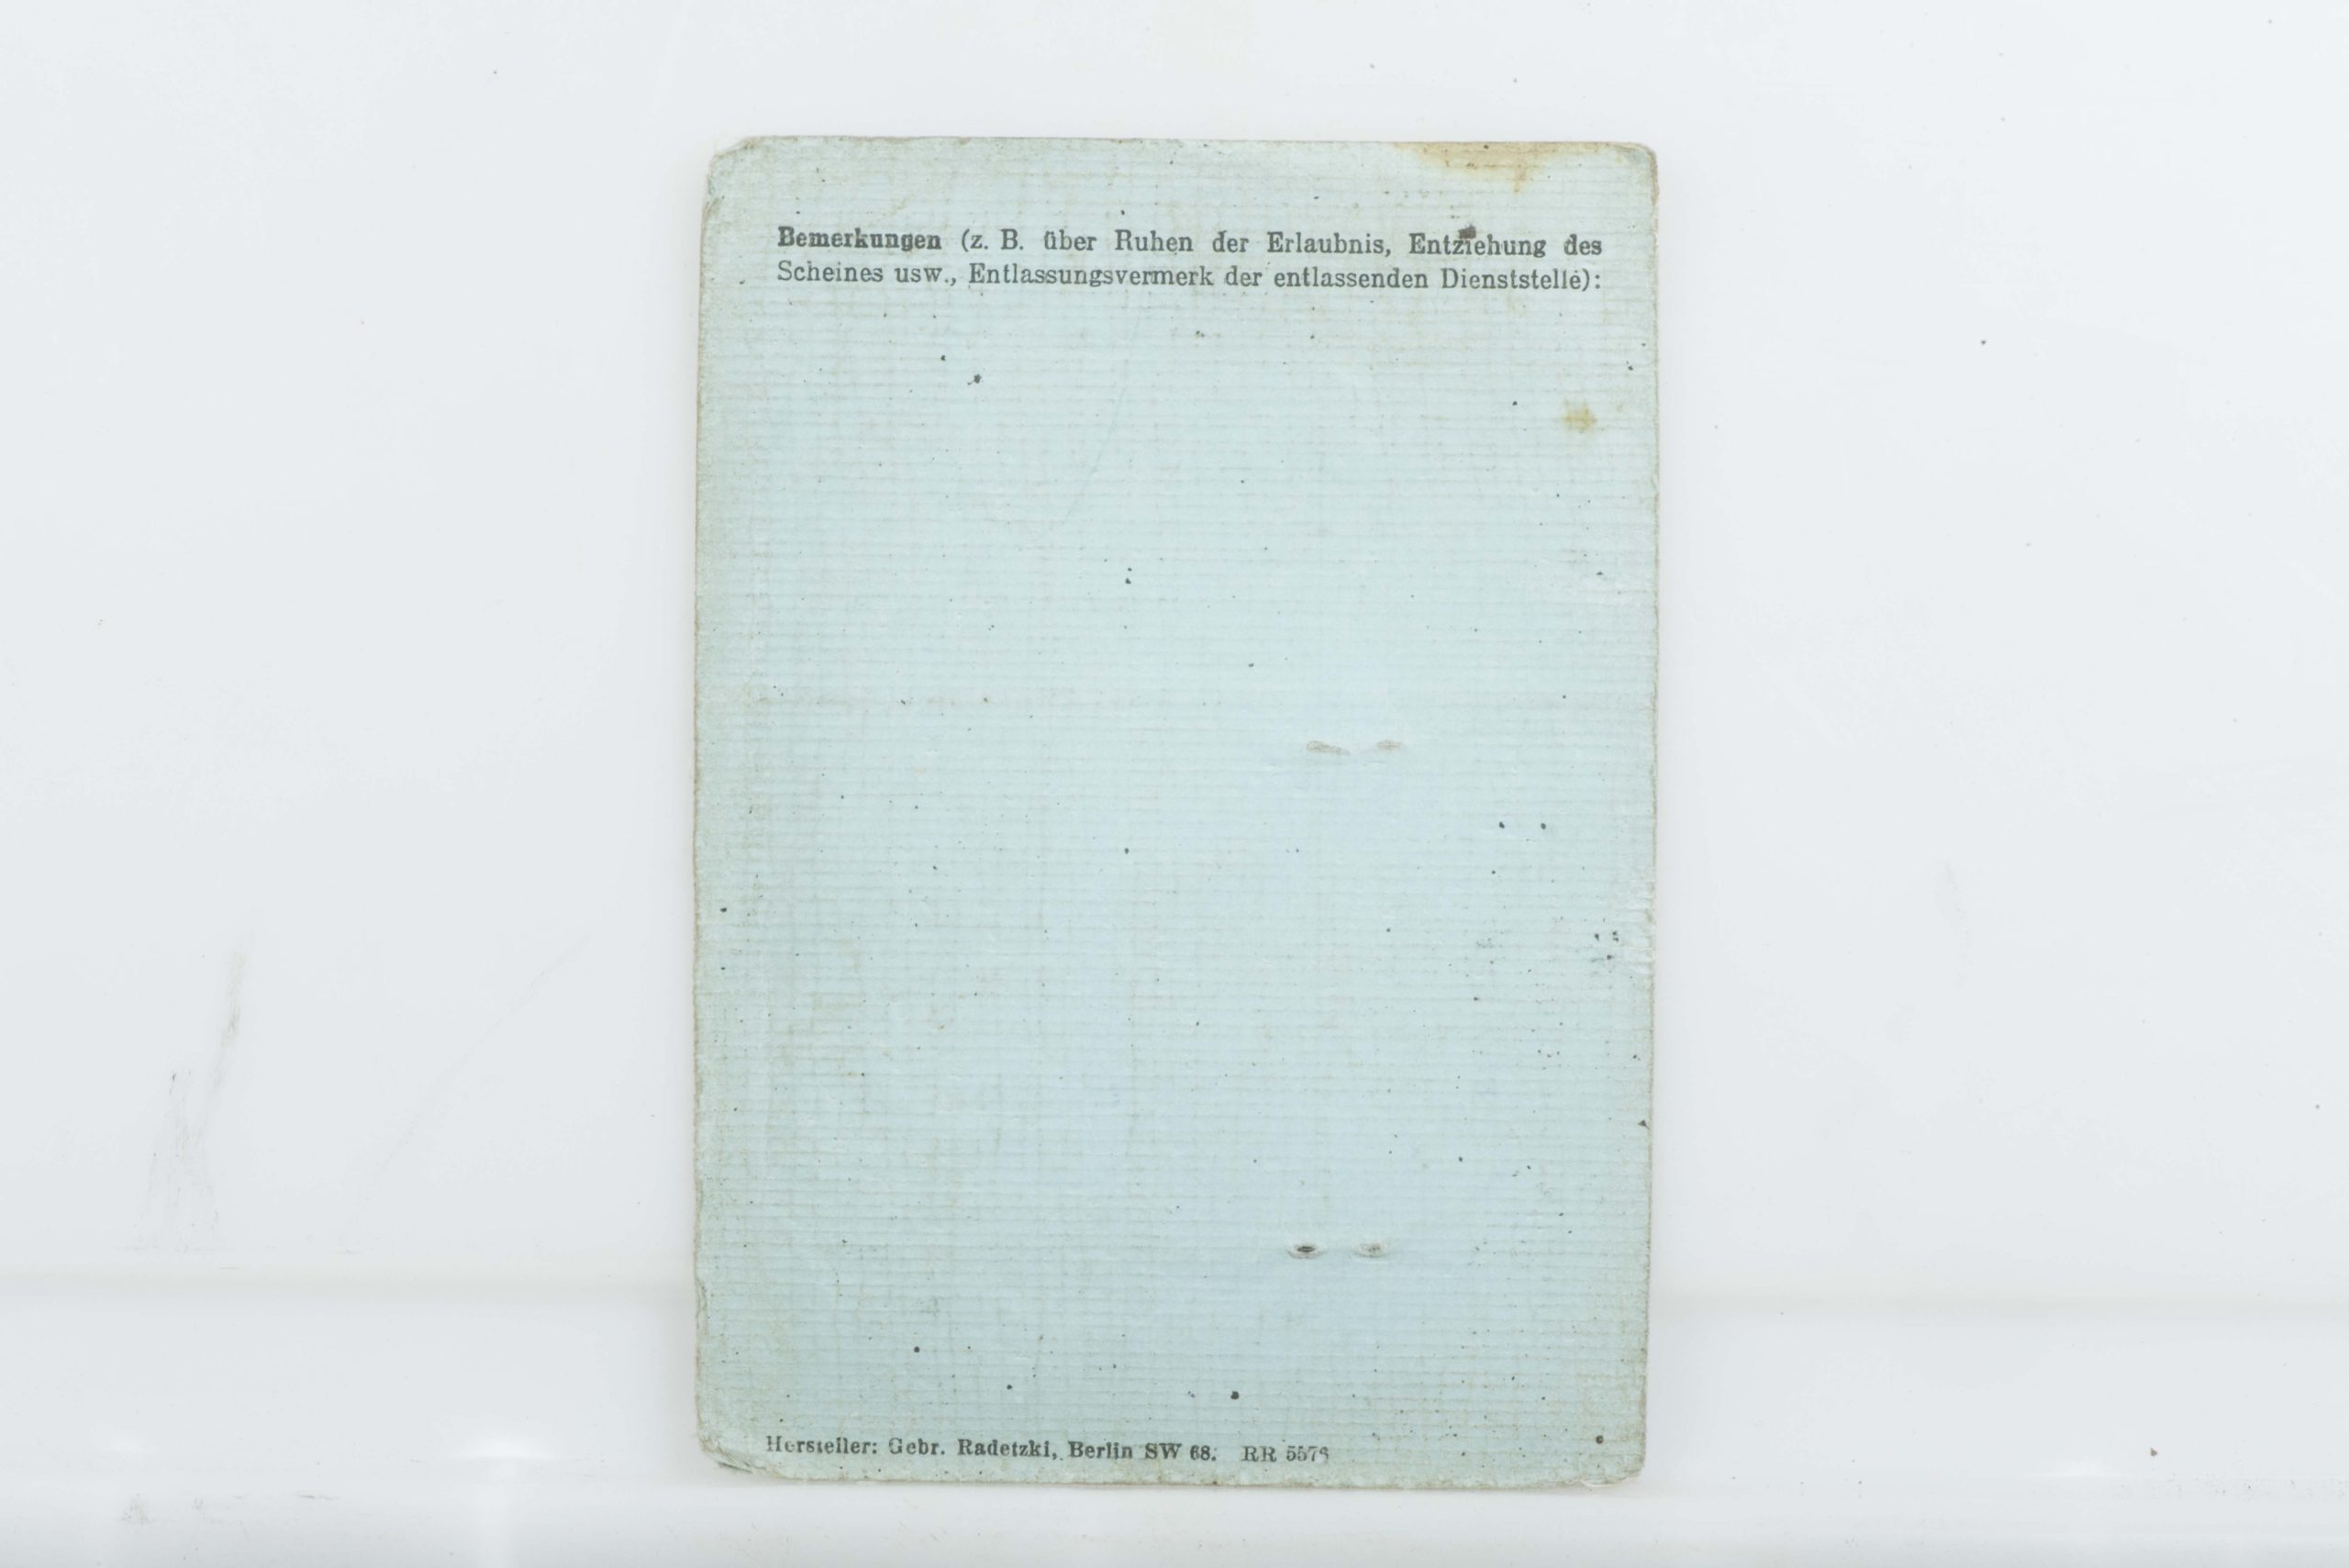 Bemerkungen (z. B. über Ruhen der Erlaubnis, Entziehung des
Scheines usw., Entlassungsvermerk der entlassenden Dienststelle):
Hersteller: Gebr. Radetzki, Berlin SW 68. RR